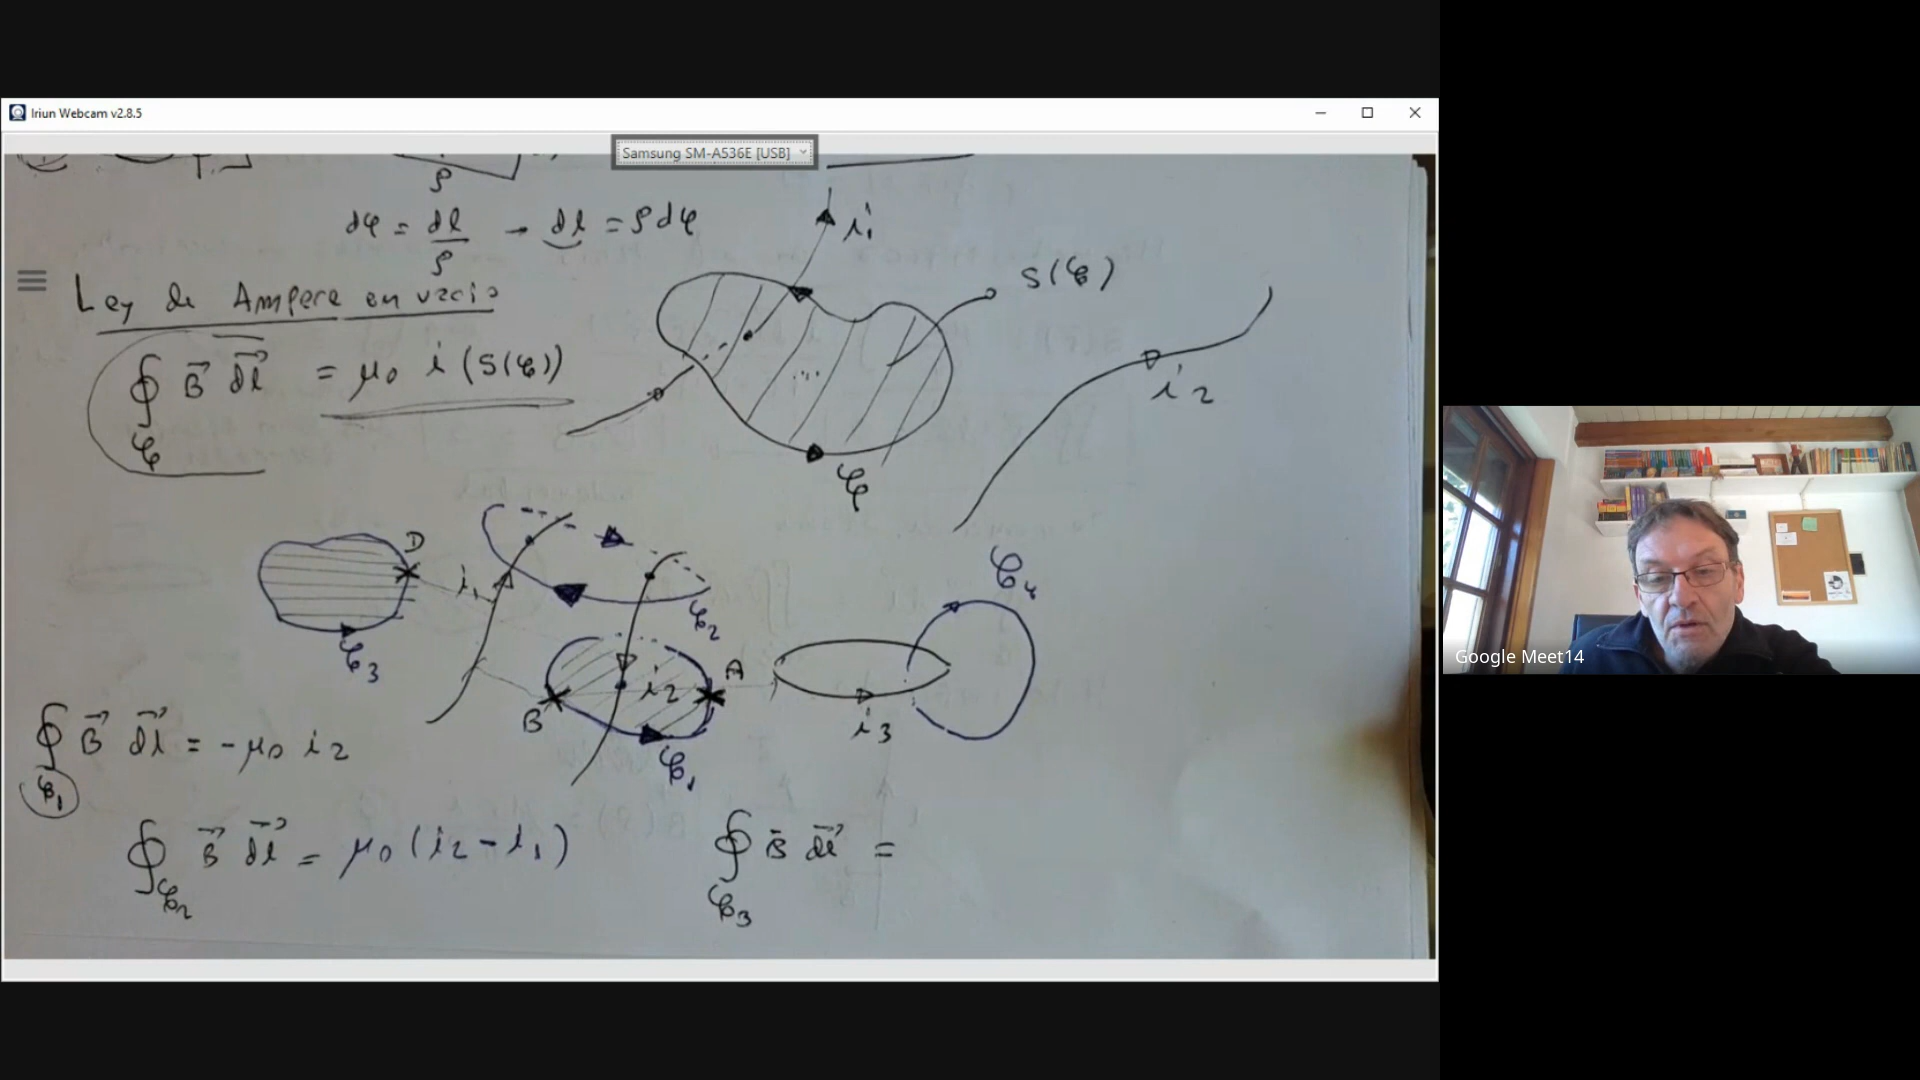 Iriun Webcam v2.8.5
Samsung SM-A536E [USB]
ρ
dφ = dl/ρ → dl = ρ dφ
i₁
S(𝒞)
Ley de Ampere en vacio
∮𝒞 B⃗ dl⃗ = μ₀ i (S(𝒞))
i₂
𝒞
D
i₁
𝒞₂
𝒞₃
𝒞₄
A
i₂
B
i₃
𝒞₁
∮𝒞₁ B⃗ dl⃗ = - μ₀ i₂
∮𝒞₂ B⃗ dl⃗ = μ₀ (i₂ - i₁)
∮𝒞₃ B⃗ dl⃗ =
Google Meet14